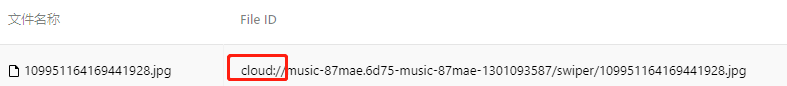 文件名称 File ID
109951164169441928.jpg cloud://music-87mae.6d75-music-87mae-1301093587/swiper/109951164169441928.jpg